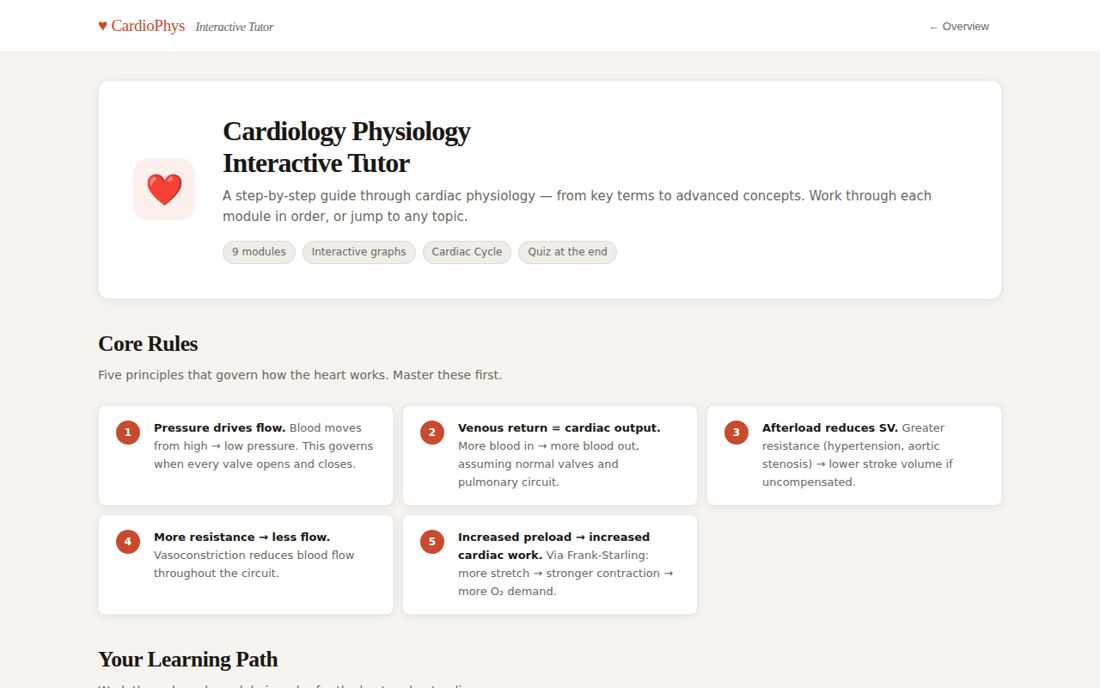 ♥ CardioPhys Interactive Tutor
← Overview
Cardiology Physiology
Interactive Tutor
A step-by-step guide through cardiac physiology — from key terms to advanced concepts. Work through each
module in order, or jump to any topic.
9 modules
Interactive graphs
Cardiac Cycle
Quiz at the end
Core Rules
Five principles that govern how the heart works. Master these first.
1
Pressure drives flow. Blood moves
from high → low pressure. This governs
when every valve opens and closes.
2
Venous return = cardiac output.
More blood in → more blood out,
assuming normal valves and
pulmonary circuit.
3
Afterload reduces SV. Greater
resistance (hypertension, aortic
stenosis) → lower stroke volume if
uncompensated.
4
More resistance → less flow.
Vasoconstriction reduces blood flow
throughout the circuit.
5
Increased preload → increased
cardiac work. Via Frank-Starling:
more stretch → stronger contraction →
more O₂ demand.
Your Learning Path